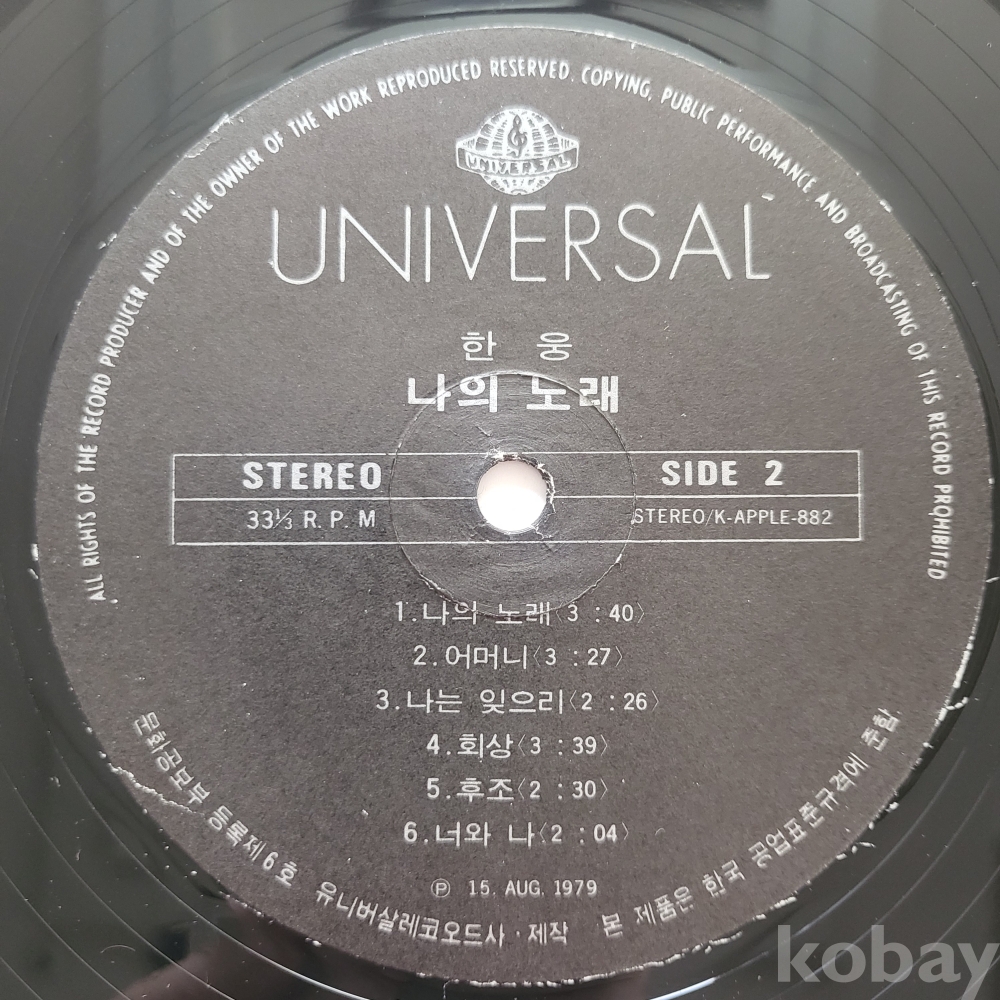 ALL RIGHTS OF THE RECORD PRODUCER AND OF THE OWNER OF THE WORK REPRODUCED RESERVED. COPYING, PUBLIC PERFORMANCE AND BROADCASTING OF THIS RECORD PROHIBITED
UNIVERSAL
UNIVERSAL
한 웅
나의 노래
STEREO
SIDE 2
33⅓ R.P.M
STEREO/K-APPLE-882
1.나의 노래〈3 : 40〉
2.어머니〈3 : 27〉
3.나는 잊으리〈2 : 26〉
4.회상〈3 : 39〉
5.후조〈2 : 30〉
6.너와 나〈2 : 04〉
Ⓟ 15. AUG. 1979
문화공보부 등록제 6 호 유니버살레코오드사·제작 본 제품은 한국 공업표준규격에 준함
kobay